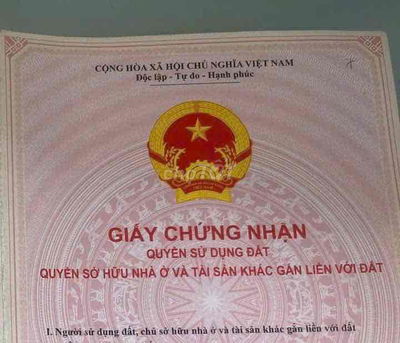 CỘNG HÒA XÃ HỘI CHỦ NGHĨA VIỆT NAM
Độc lập - Tự do - Hạnh phúc
GIẤY CHỨNG NHẬN
QUYỀN SỬ DỤNG ĐẤT
QUYỀN SỞ HỮU NHÀ Ở VÀ TÀI SẢN KHÁC GẮN LIỀN VỚI ĐẤT
I. Người sử dụng đất, chủ sở hữu nhà ở và tài sản khác gắn liền với đất